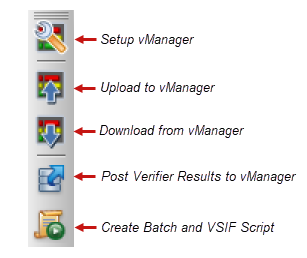 Setup vManager
Upload to vManager
Download from vManager
Post Verifier Results to vManager
Create Batch and VSIF Script